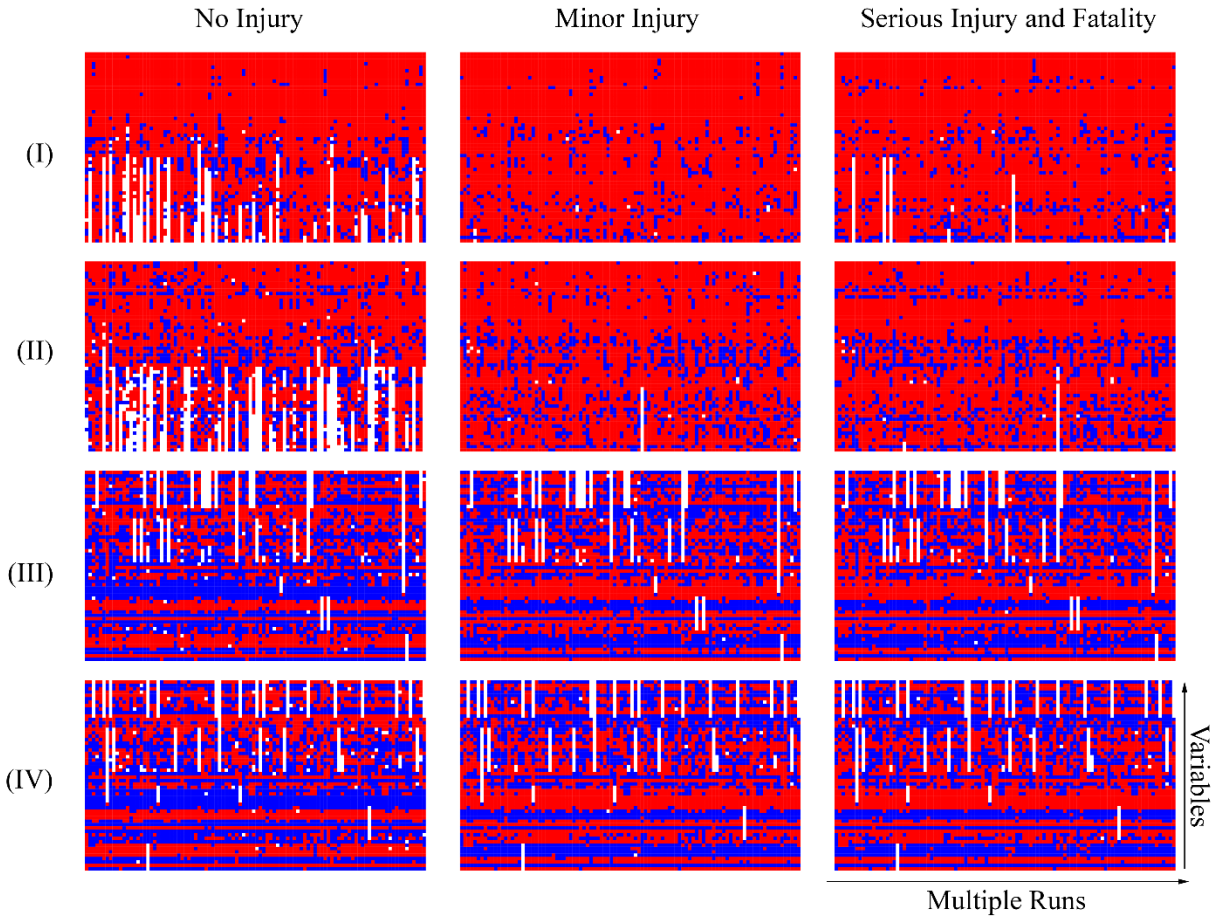 No Injury
Minor Injury
Serious Injury and Fatality
(I)
(II)
(III)
(IV)
Variables
Multiple Runs